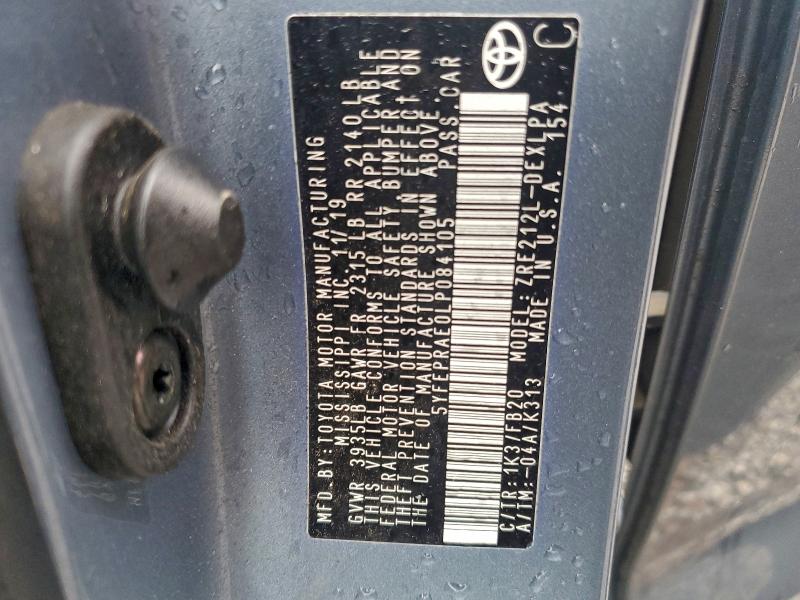 MFD. BY: TOYOTA MOTOR MANUFACTURING
MISSISSIPPI INC. 11/19
GVWR 3935LB GAWR FR 2315LB RR 2140LB
THIS VEHICLE CONFORMS TO ALL APPLICABLE
FEDERAL MOTOR VEHICLE SAFETY, BUMPER AND
THEFT PREVENTION STANDARDS IN EFFECT ON
THE DATE OF MANUFACTURE SHOWN ABOVE.
5YFEPRAE0LP084105 PASS.CAR
C/TR: 1K3/FB20 MODEL: ZRE212L-DEXLPA
A/TM: -04A/K313 MADE IN U.S.A. 154
C